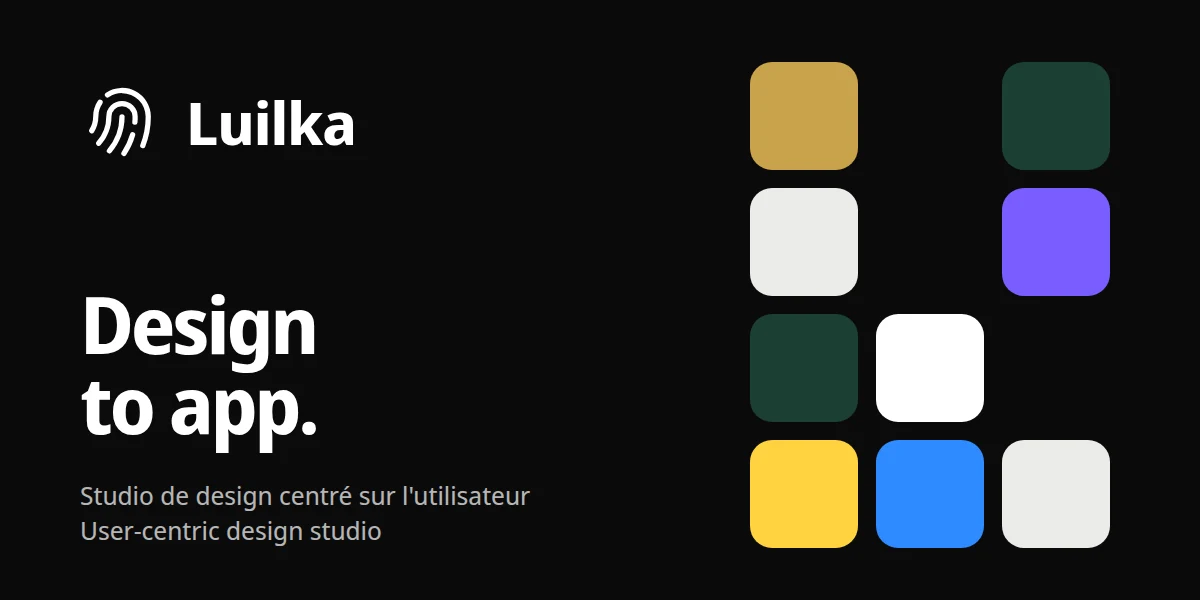 Luilka
Design
to app.
Studio de design centré sur l'utilisateur
User-centric design studio